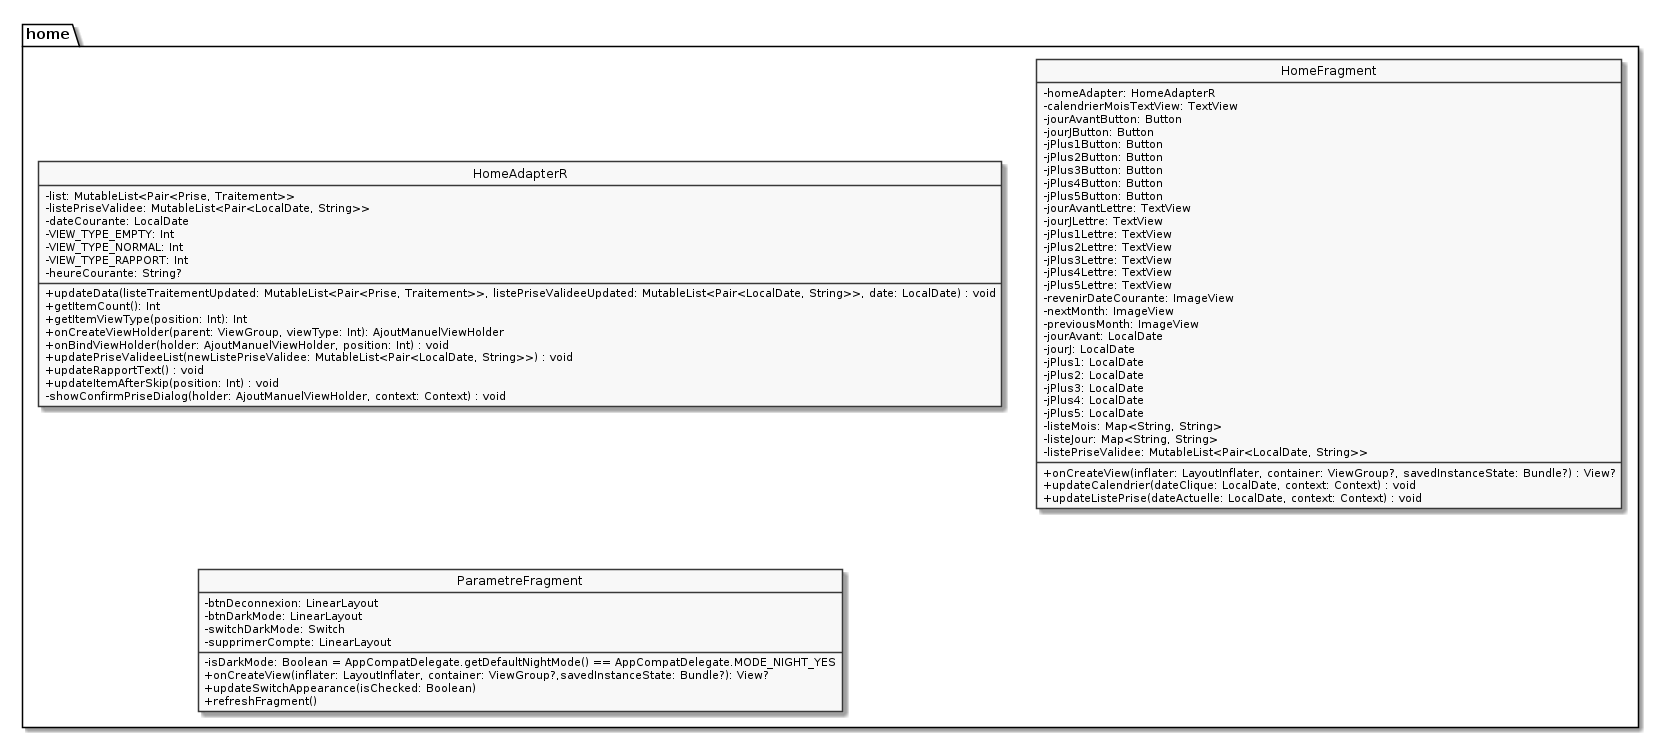 home
HomeFragment
-homeAdapter: HomeAdapterR
-calendrierMoisTextView: TextView
-jourAvantButton: Button
-jourJButton: Button
-jPlus1Button: Button
-jPlus2Button: Button
-jPlus3Button: Button
-jPlus4Button: Button
-jPlus5Button: Button
-jourAvantLettre: TextView
-jourJLettre: TextView
-jPlus1Lettre: TextView
-jPlus2Lettre: TextView
-jPlus3Lettre: TextView
-jPlus4Lettre: TextView
-jPlus5Lettre: TextView
-revenirDateCourante: ImageView
-nextMonth: ImageView
-previousMonth: ImageView
-jourAvant: LocalDate
-jourJ: LocalDate
-jPlus1: LocalDate
-jPlus2: LocalDate
-jPlus3: LocalDate
-jPlus4: LocalDate
-jPlus5: LocalDate
-listeMois: Map<String, String>
-listeJour: Map<String, String>
-listePriseValidee: MutableList<Pair<LocalDate, String>>
+onCreateView(inflater: LayoutInflater, container: ViewGroup?, savedInstanceState: Bundle?) : View?
+updateCalendrier(dateClique: LocalDate, context: Context) : void
+updateListePrise(dateActuelle: LocalDate, context: Context) : void
HomeAdapterR
-list: MutableList<Pair<Prise, Traitement>>
-listePriseValidee: MutableList<Pair<LocalDate, String>>
-dateCourante: LocalDate
-VIEW_TYPE_EMPTY: Int
-VIEW_TYPE_NORMAL: Int
-VIEW_TYPE_RAPPORT: Int
-heureCourante: String?
+updateData(listeTraitementUpdated: MutableList<Pair<Prise, Traitement>>, listePriseValideeUpdated: MutableList<Pair<LocalDate, String>>, date: LocalDate) : void
+getItemCount(): Int
+getItemViewType(position: Int): Int
+onCreateViewHolder(parent: ViewGroup, viewType: Int): AjoutManuelViewHolder
+onBindViewHolder(holder: AjoutManuelViewHolder, position: Int) : void
+updatePriseValideeList(newListePriseValidee: MutableList<Pair<LocalDate, String>>) : void
+updateRapportText() : void
+updateItemAfterSkip(position: Int) : void
-showConfirmPriseDialog(holder: AjoutManuelViewHolder, context: Context) : void
ParametreFragment
-btnDeconnexion: LinearLayout
-btnDarkMode: LinearLayout
-switchDarkMode: Switch
-supprimerCompte: LinearLayout
-isDarkMode: Boolean = AppCompatDelegate.getDefaultNightMode() == AppCompatDelegate.MODE_NIGHT_YES
+onCreateView(inflater: LayoutInflater, container: ViewGroup?,savedInstanceState: Bundle?): View?
+updateSwitchAppearance(isChecked: Boolean)
+refreshFragment()